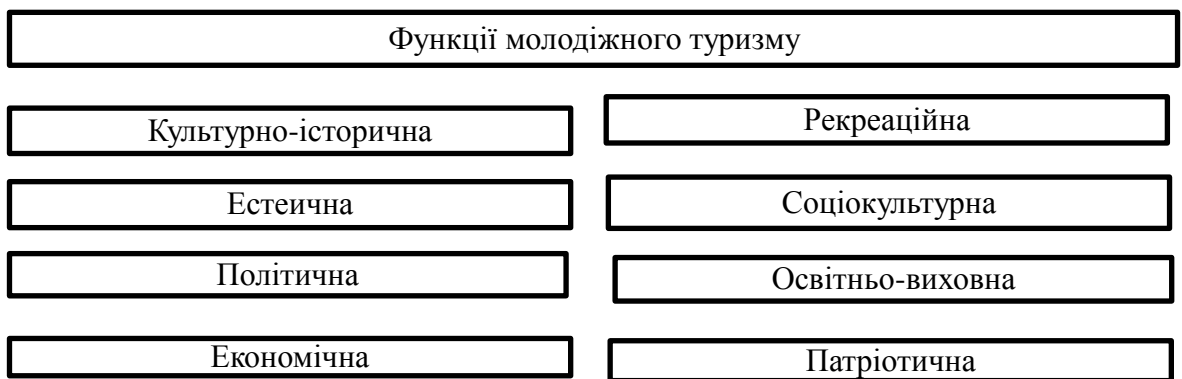 Функції молодіжного туризму
Культурно-історична
Рекреаційна
Естеична
Соціокультурна
Політична
Освітньо-виховна
Економічна
Патріотична